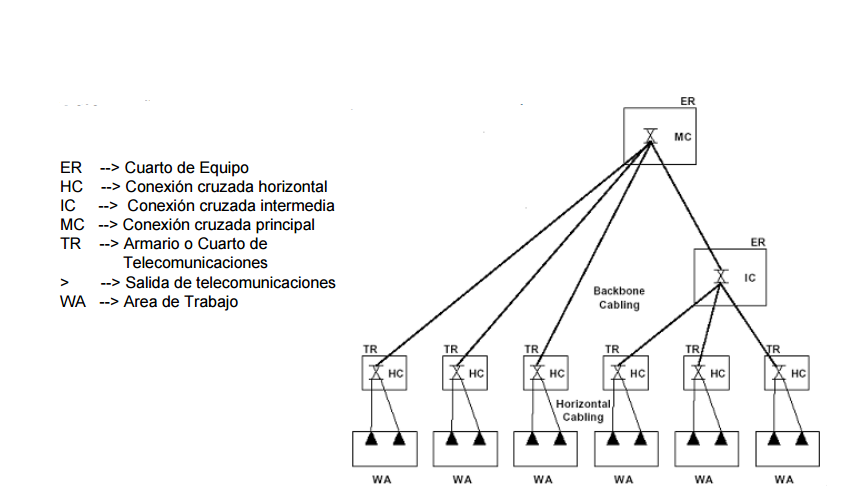 ER --> Cuarto de Equipo
HC --> Conexión cruzada horizontal
IC --> Conexión cruzada intermedia
MC --> Conexión cruzada principal
TR --> Armario o Cuarto de
Telecomunicaciones
> --> Salida de telecomunicaciones
WA --> Area de Trabajo
ER
MC
ER
IC
Backbone
Cabling
TR TR TR TR TR TR
HC HC HC HC HC HC
Horizontal
Cabling
WA WA WA WA WA WA